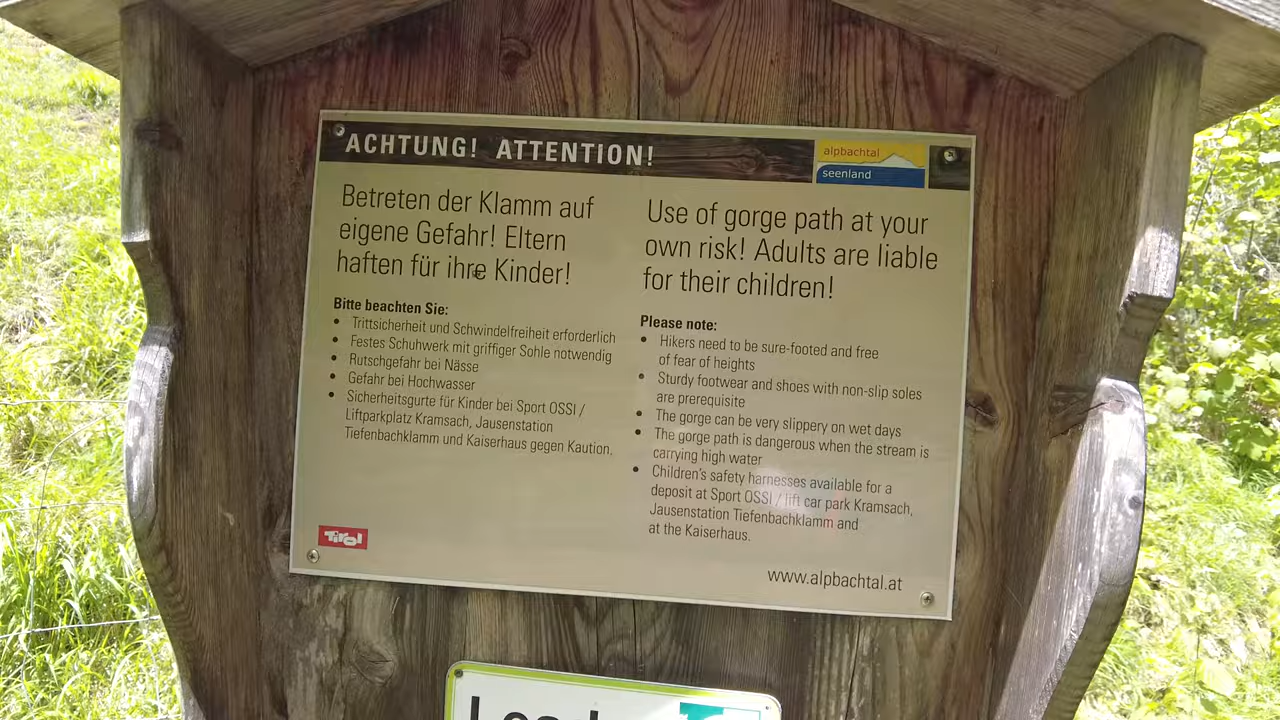 ACHTUNG! ATTENTION!
alpbachtal
seenland
Betreten der Klamm auf
eigene Gefahr! Eltern
haften für ihre Kinder!
Bitte beachten Sie:
• Trittsicherheit und Schwindelfreiheit erforderlich
• Festes Schuhwerk mit griffiger Sohle notwendig
• Rutschgefahr bei Nässe
• Gefahr bei Hochwasser
• Sicherheitsgurte für Kinder bei Sport OSSI /
Liftparkplatz Kramsach, Jausenstation
Tiefenbachklamm und Kaiserhaus gegen Kaution.
Use of gorge path at your
own risk! Adults are liable
for their children!
Please note:
• Hikers need to be sure-footed and free
of fear of heights
• Sturdy footwear and shoes with non-slip soles
are prerequisite
• The gorge can be very slippery on wet days
• The gorge path is dangerous when the stream is
carrying high water
• Children's safety harnesses available for a
deposit at Sport OSSI / lift car park Kramsach,
Jausenstation Tiefenbachklamm and
at the Kaiserhaus.
Tirol
www.alpbachtal.at